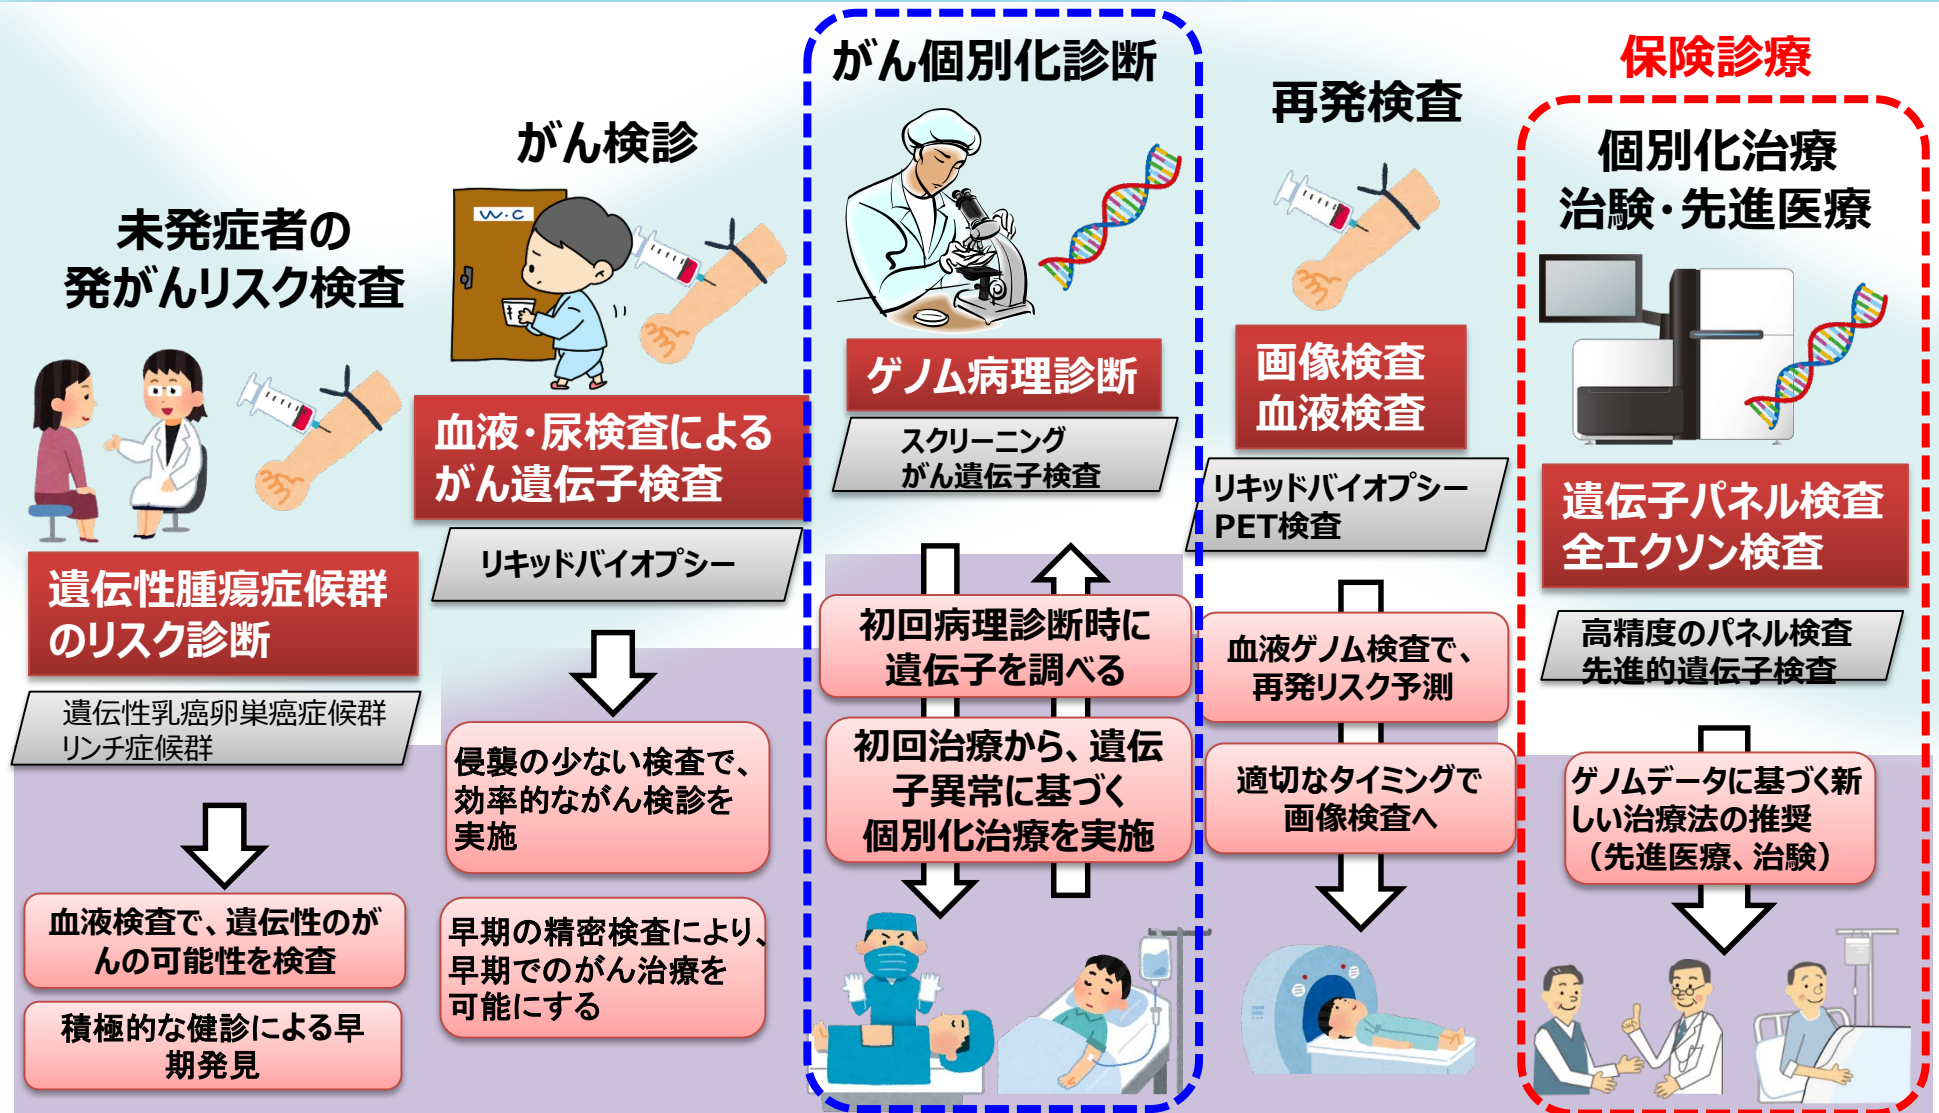 未発症者の
発がんリスク検査
遺伝性腫瘍症候群
のリスク診断
遺伝性乳癌卵巣癌症候群
リンチ症候群
血液検査で、遺伝性のが
んの可能性を検査
積極的な健診による早
期発見
がん検診
W.C
血液・尿検査による
がん遺伝子検査
リキッドバイオプシー
侵襲の少ない検査で、
効率的ながん検診を
実施
早期の精密検査により、
早期でのがん治療を
可能にする
がん個別化診断
ゲノム病理診断
スクリーニング
がん遺伝子検査
初回病理診断時に
遺伝子を調べる
初回治療から、遺伝
子異常に基づく
個別化治療を実施
再発検査
画像検査
血液検査
リキッドバイオプシー
PET検査
血液ゲノム検査で、
再発リスク予測
適切なタイミングで
画像検査へ
保険診療
個別化治療
治験・先進医療
遺伝子パネル検査
全エクソン検査
高精度のパネル検査
先進的遺伝子検査
ゲノムデータに基づく新
しい治療法の推奨
（先進医療、治験）